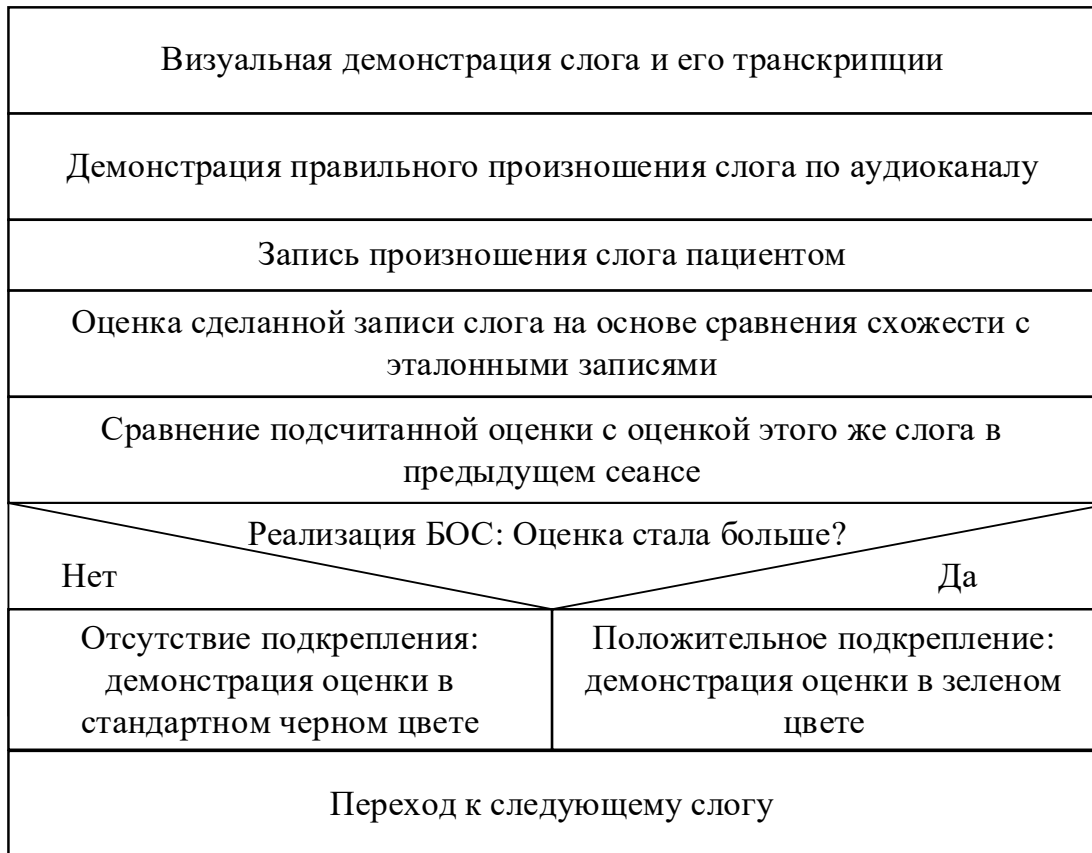 Визуальная демонстрация слога и его транскрипции
Демонстрация правильного произношения слога по аудиоканалу
Запись произношения слога пациентом
Оценка сделанной записи слога на основе сравнения схожести с
эталонными записями
Сравнение подсчитанной оценки с оценкой этого же слога в
предыдущем сеансе
Реализация БОС: Оценка стала больше?
Нет
Да
Отсутствие подкрепления:
демонстрация оценки в
стандартном черном цвете
Положительное подкрепление:
демонстрация оценки в зеленом
цвете
Переход к следующему слогу